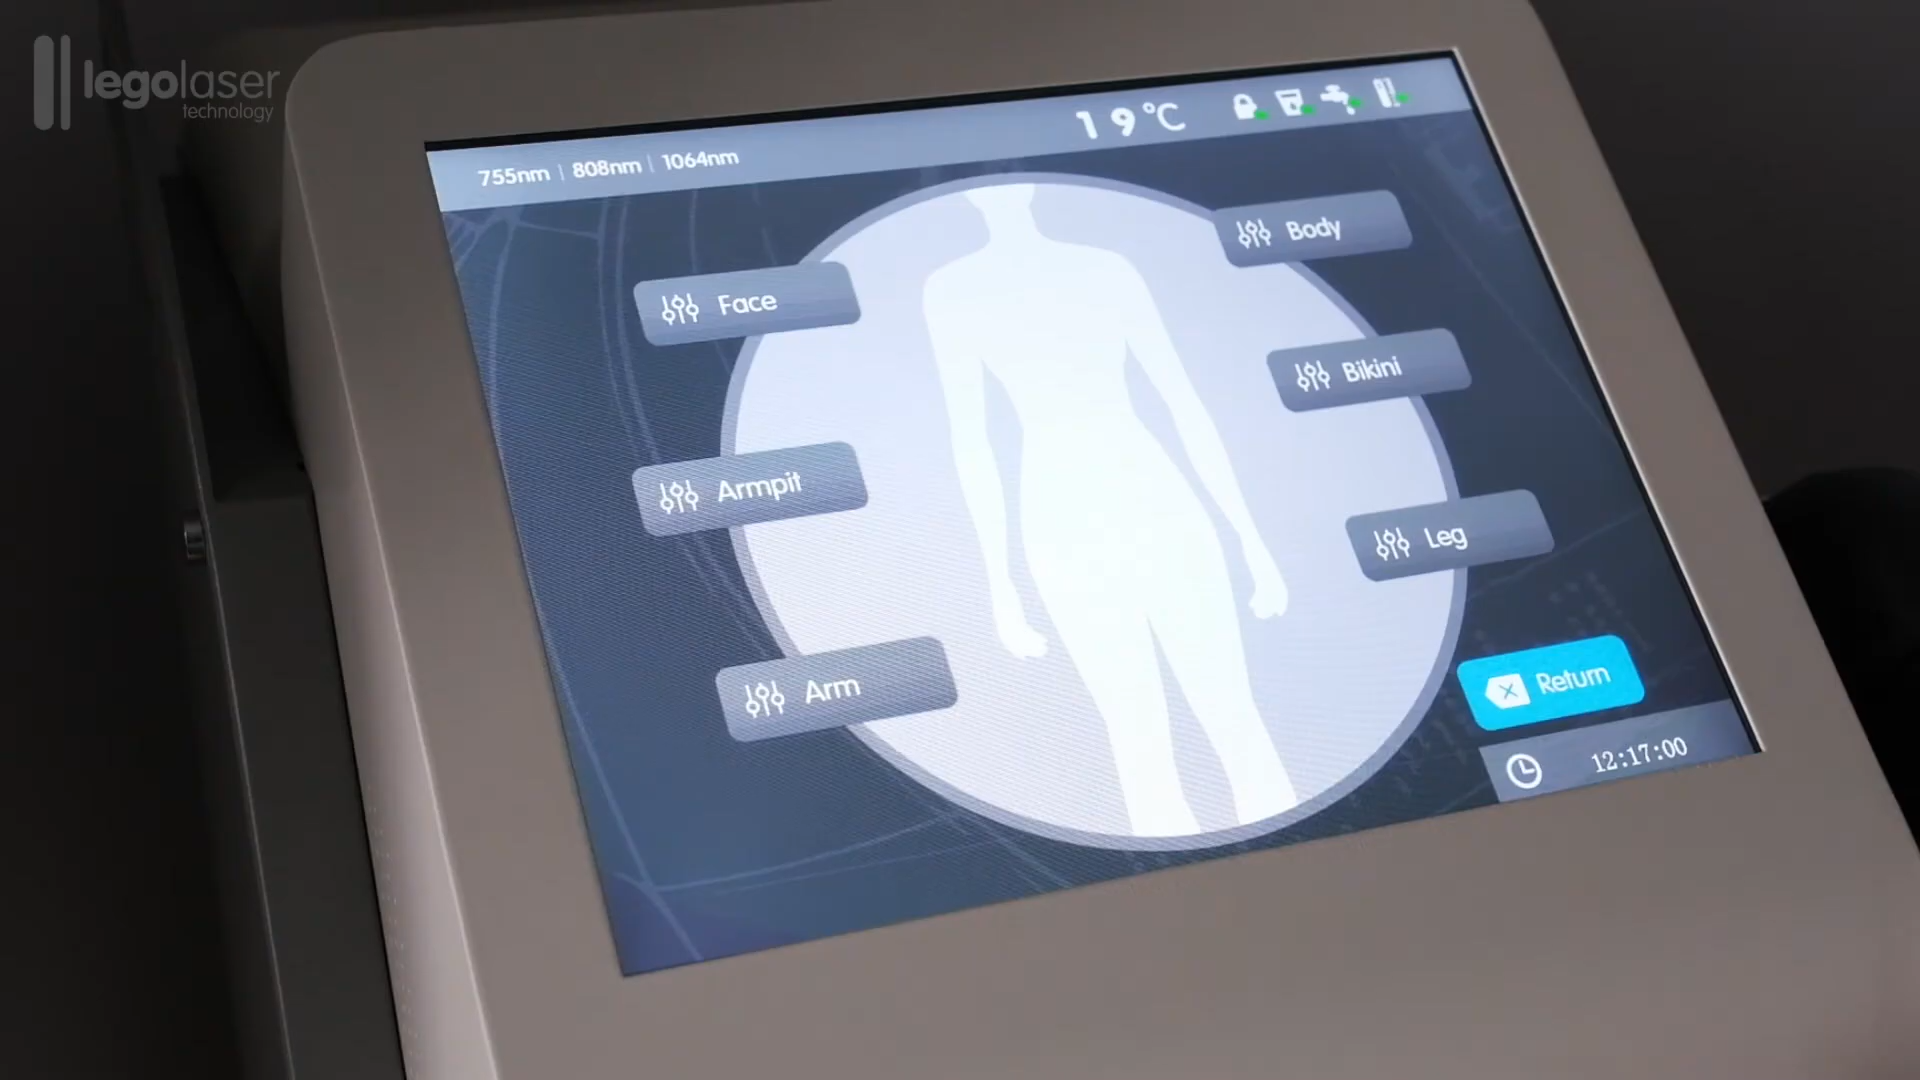 legolaser
technology
755nm | 808nm | 1064nm
19°C
Face
Armpit
Arm
Body
Bikini
Leg
Return
12:17:00